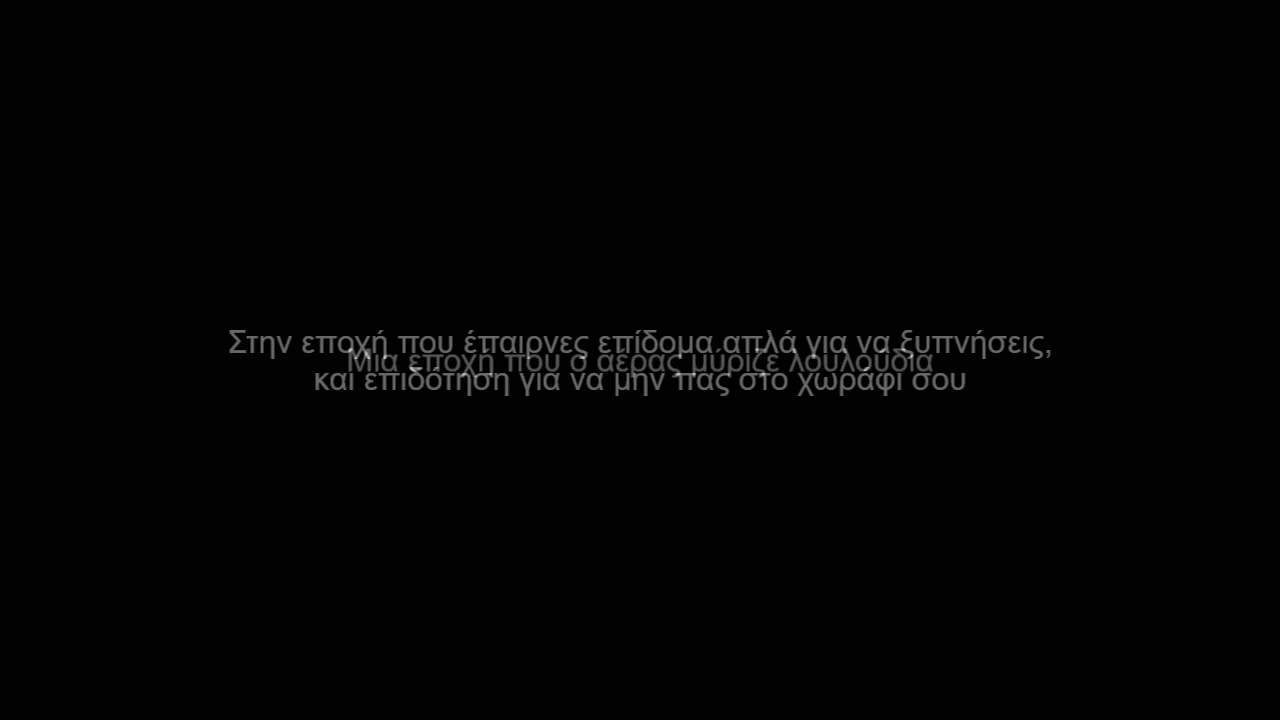 Στην εποχή που έπαιρνες επίδομα απλά για να ξυπνήσεις,
Μια εποχή που ο αέρας μύριζε λουλούδια
και επιδότηση για να μην πας στο χωράφι σου